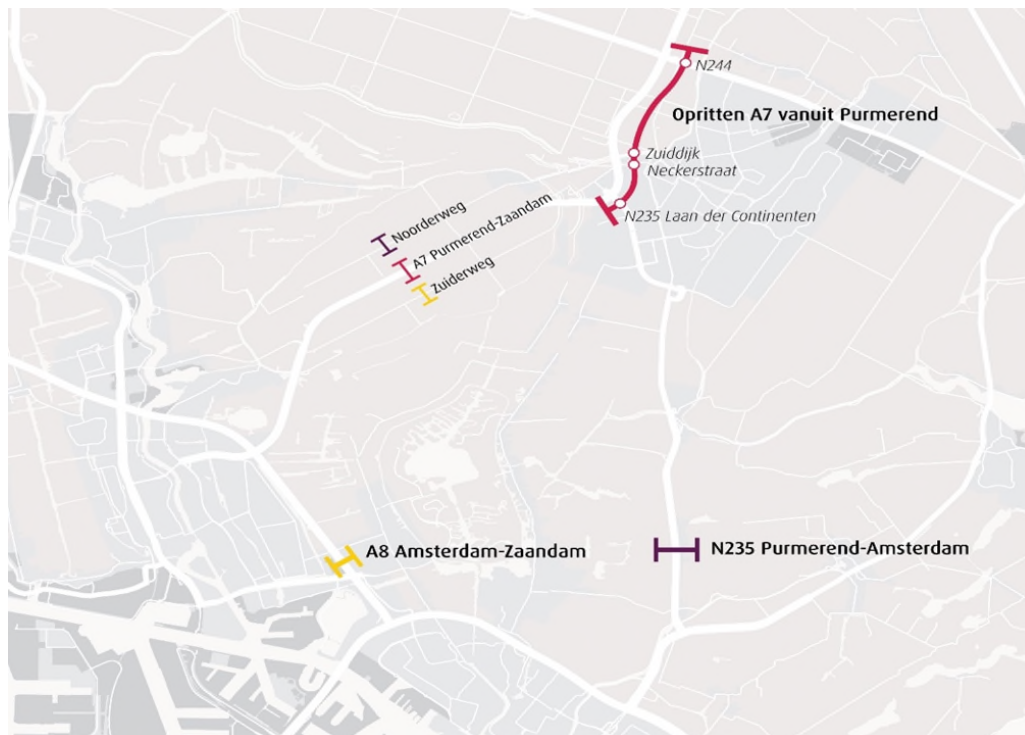 N244
Opritten A7 vanuit Purmerend
Zuiddijk
Neckerstraat
N235 Laan der Continenten
Noorderweg
A7 Purmerend-Zaandam
Zuiderweg
A8 Amsterdam-Zaandam
N235 Purmerend-Amsterdam